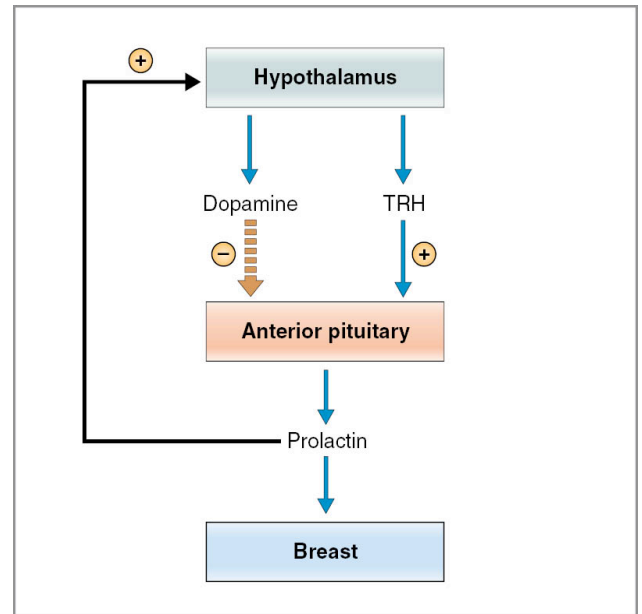 +
Hypothalamus
Dopamine TRH
− +
Anterior pituitary
Prolactin
Breast